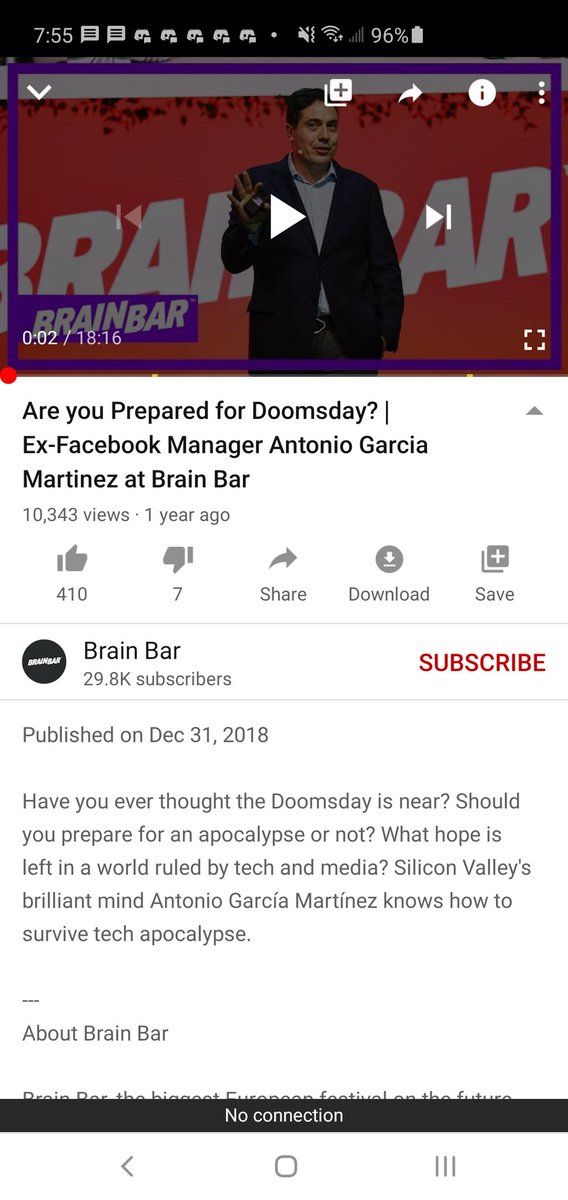 7:55 96%
BRAINBAR
BRAINBAR™
0:02 / 18:16
Are you Prepared for Doomsday? |
Ex-Facebook Manager Antonio Garcia
Martinez at Brain Bar
10,343 views · 1 year ago
410 7 Share Download Save
BRAINBAR
Brain Bar
29.8K subscribers
SUBSCRIBE
Published on Dec 31, 2018
Have you ever thought the Doomsday is near? Should
you prepare for an apocalypse or not? What hope is
left in a world ruled by tech and media? Silicon Valley's
brilliant mind Antonio García Martínez knows how to
survive tech apocalypse.
---
About Brain Bar
Brain Bar, the biggest European festival on the future
No connection